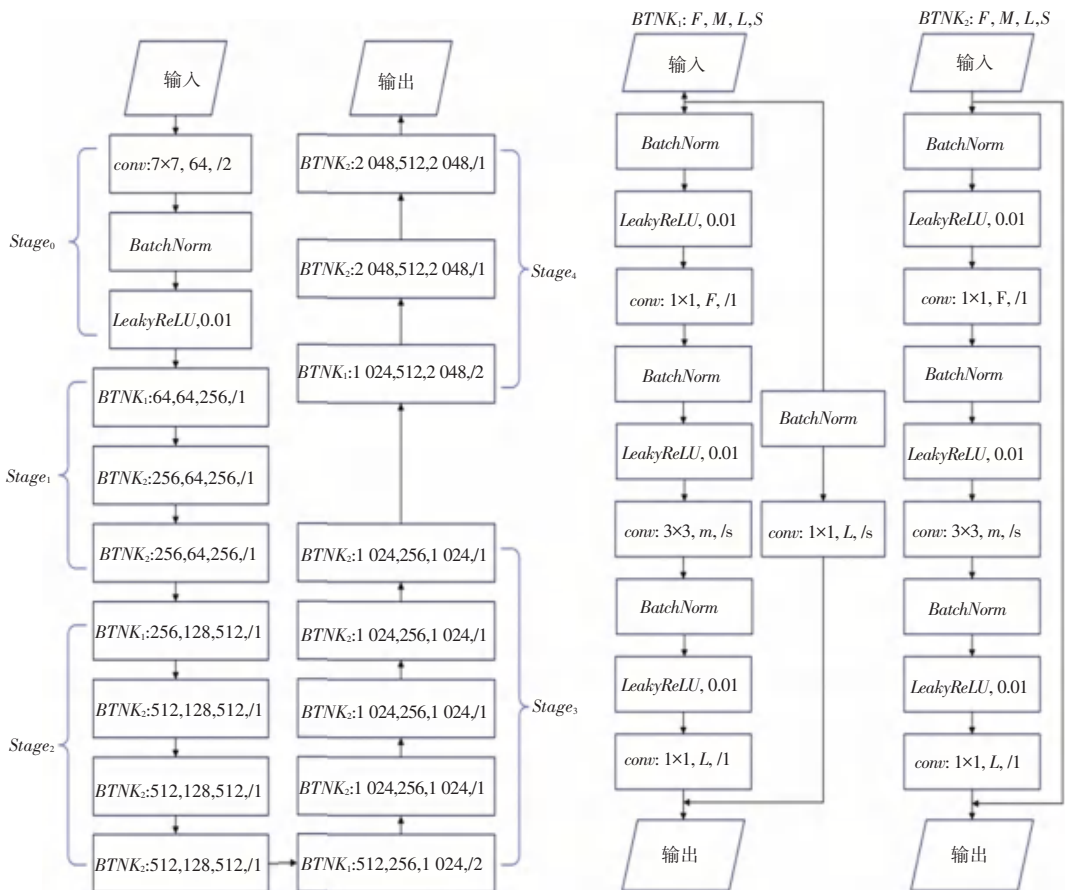 输入
conv:7×7, 64, /2
BatchNorm
LeakyReLU,0.01
Stage₀
BTNK₁:64,64,256,/1
BTNK₂:256,64,256,/1
BTNK₂:256,64,256,/1
Stage₁
BTNK₁:256,128,512,/1
BTNK₂:512,128,512,/1
BTNK₂:512,128,512,/1
BTNK₂:512,128,512,/1
Stage₂
输出
BTNK₂:2 048,512,2 048,/1
BTNK₂:2 048,512,2 048,/1
BTNK₁:1 024,512,2 048,/2
Stage₄
BTNK₂:1 024,256,1 024,/1
BTNK₂:1 024,256,1 024,/1
BTNK₂:1 024,256,1 024,/1
BTNK₂:1 024,256,1 024,/1
BTNK₁:512,256,1 024,/2
Stage₃
BTNK₁: F, M, L,S
输入
BatchNorm
LeakyReLU, 0.01
conv: 1×1, F, /1
BatchNorm
LeakyReLU, 0.01
conv: 3×3, m, /s
BatchNorm
LeakyReLU, 0.01
conv: 1×1, L, /1
输出
BatchNorm
conv: 1×1, L, /s
BTNK₂: F, M, L,S
输入
BatchNorm
LeakyReLU, 0.01
conv: 1×1, F, /1
BatchNorm
LeakyReLU, 0.01
conv: 3×3, m, /s
BatchNorm
LeakyReLU, 0.01
conv: 1×1, L, /1
输出